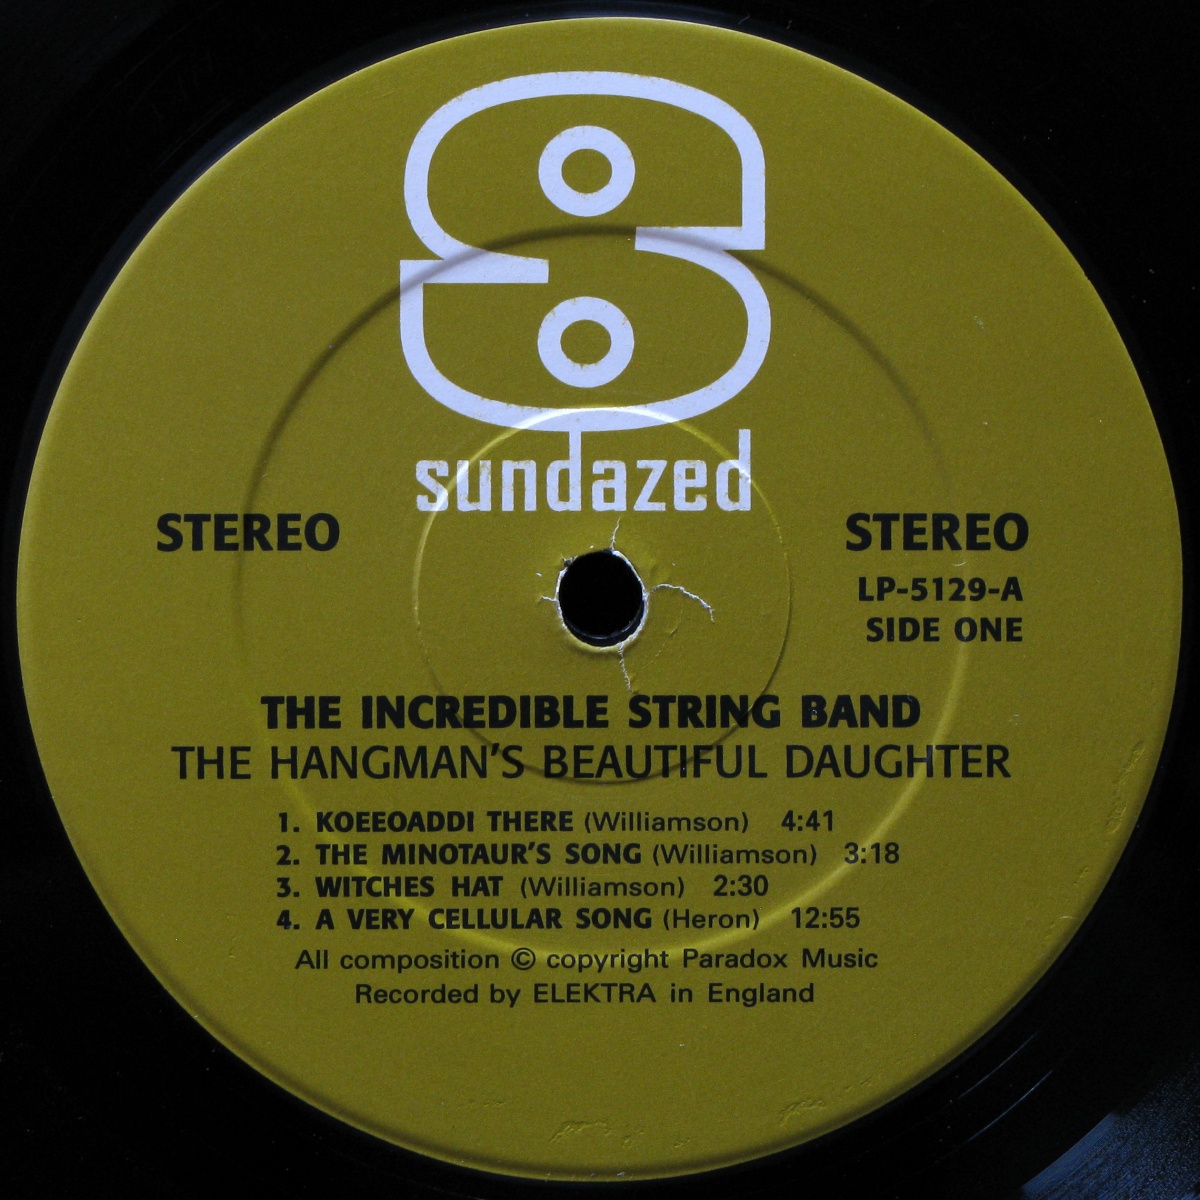 sundazed
STEREO STEREO
LP-5129-A
SIDE ONE
THE INCREDIBLE STRING BAND
THE HANGMAN'S BEAUTIFUL DAUGHTER
1. KOEEOADDI THERE (Williamson) 4:41
2. THE MINOTAUR'S SONG (Williamson) 3:18
3. WITCHES HAT (Williamson) 2:30
4. A VERY CELLULAR SONG (Heron) 12:55
All composition © copyright Paradox Music
Recorded by ELEKTRA in England